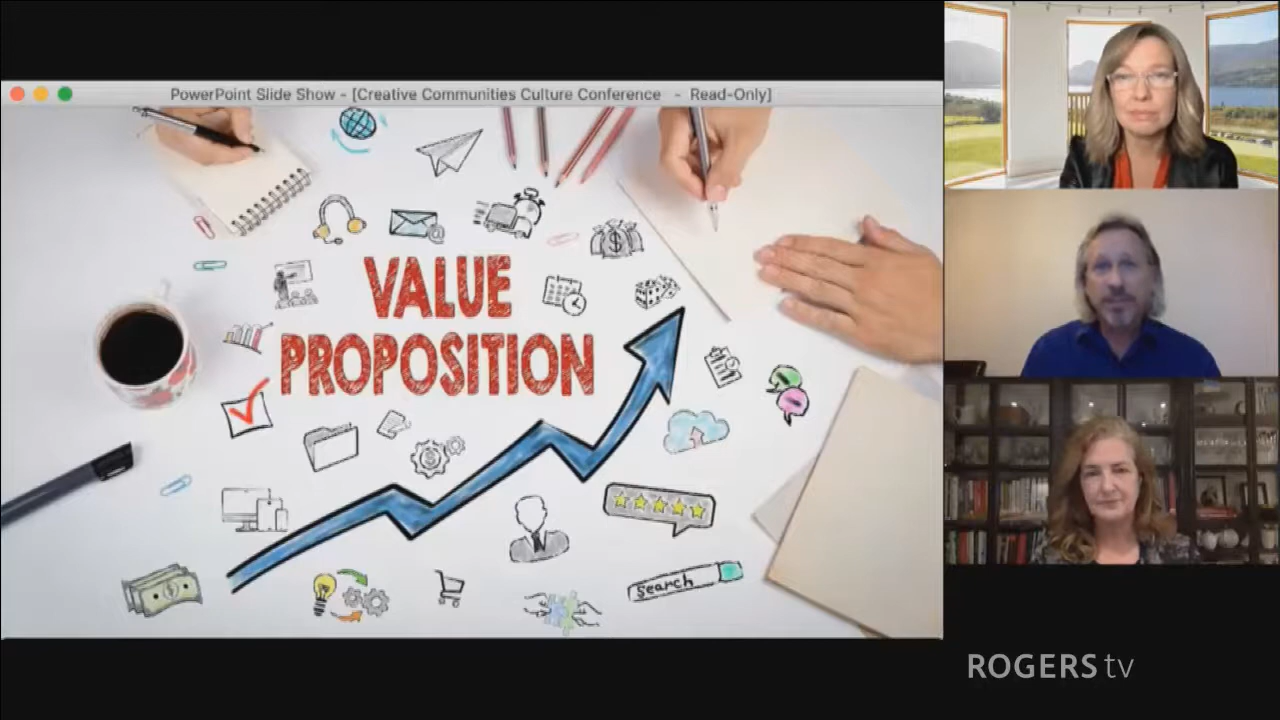 PowerPoint Slide Show - [Creative Communities Culture Conference - Read-Only]
VALUE
PROPOSITION
search
ROGERS tv